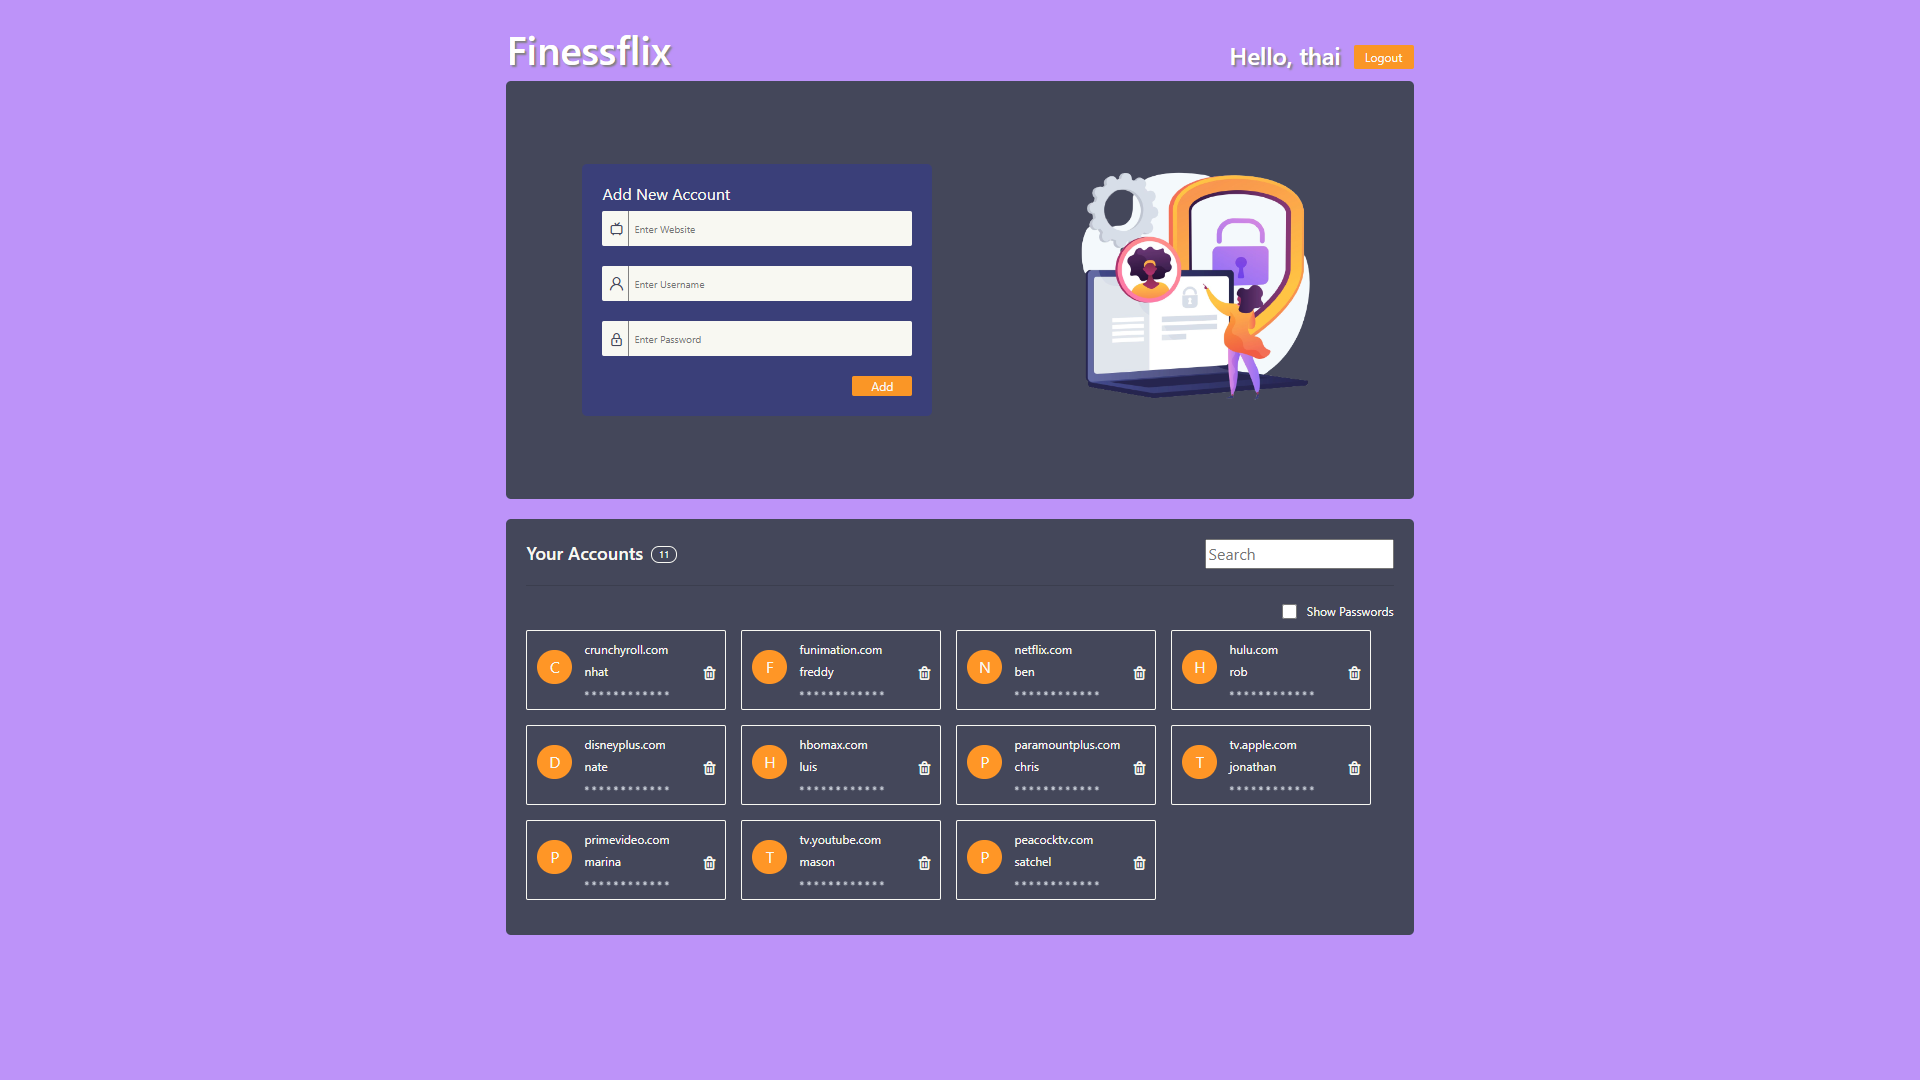 Finessflix
Hello, thai
Logout
Add New Account
Enter Website
Enter Username
Enter Password
Add
Your Accounts 11
Search
Show Passwords
C
crunchyroll.com
nhat
************
F
funimation.com
freddy
************
N
netflix.com
ben
************
H
hulu.com
rob
************
D
disneyplus.com
nate
************
H
hbomax.com
luis
************
P
paramountplus.com
chris
************
T
tv.apple.com
jonathan
************
P
primevideo.com
marina
************
T
tv.youtube.com
mason
************
P
peacocktv.com
satchel
************